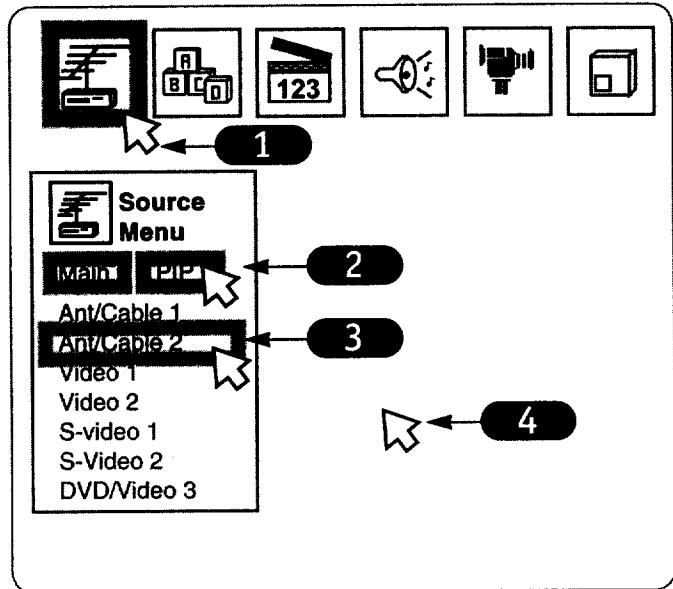 A
B C D
123
1
Source
Menu
Main PIP
2
Ant/Cable 1
Ant/Cable 2
3
Video 1
Video 2
4
S-video 1
S-Video 2
DVD/Video 3